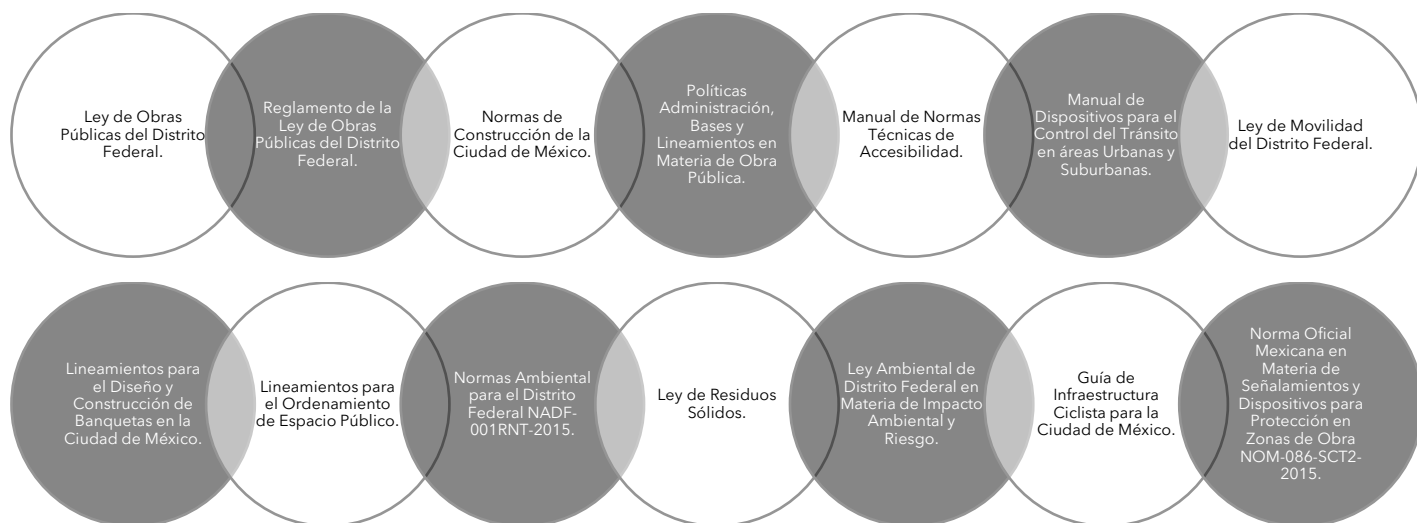 Ley de Obras
Públicas del Distrito
Federal.
Reglamento de la
Ley de Obras
Públicas del Distrito
Federal.
Normas de
Construcción de la
Ciudad de México.
Políticas
Administración,
Bases y
Lineamientos en
Materia de Obra
Pública.
Manual de Normas
Técnicas de
Accesibilidad.
Manual de
Dispositivos para el
Control del Tránsito
en áreas Urbanas y
Suburbanas.
Ley de Movilidad
del Distrito Federal.
Lineamientos para
el Diseño y
Construcción de
Banquetas en la
Ciudad de México.
Lineamientos para
el Ordenamiento
de Espacio Público.
Normas Ambiental
para el Distrito
Federal NADF-
001RNT-2015.
Ley de Residuos
Sólidos.
Ley Ambiental de
Distrito Federal en
Materia de Impacto
Ambiental y
Riesgo.
Guía de
Infraestructura
Ciclista para la
Ciudad de México.
Norma Oficial
Mexicana en
Materia de
Señalamientos y
Dispositivos para
Protección en
Zonas de Obra
NOM-086-SCT2-
2015.